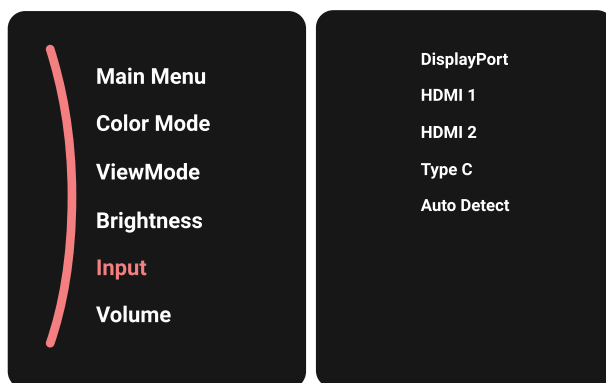 Main Menu
Color Mode
ViewMode
Brightness
Input
Volume
DisplayPort
HDMI 1
HDMI 2
Type C
Auto Detect